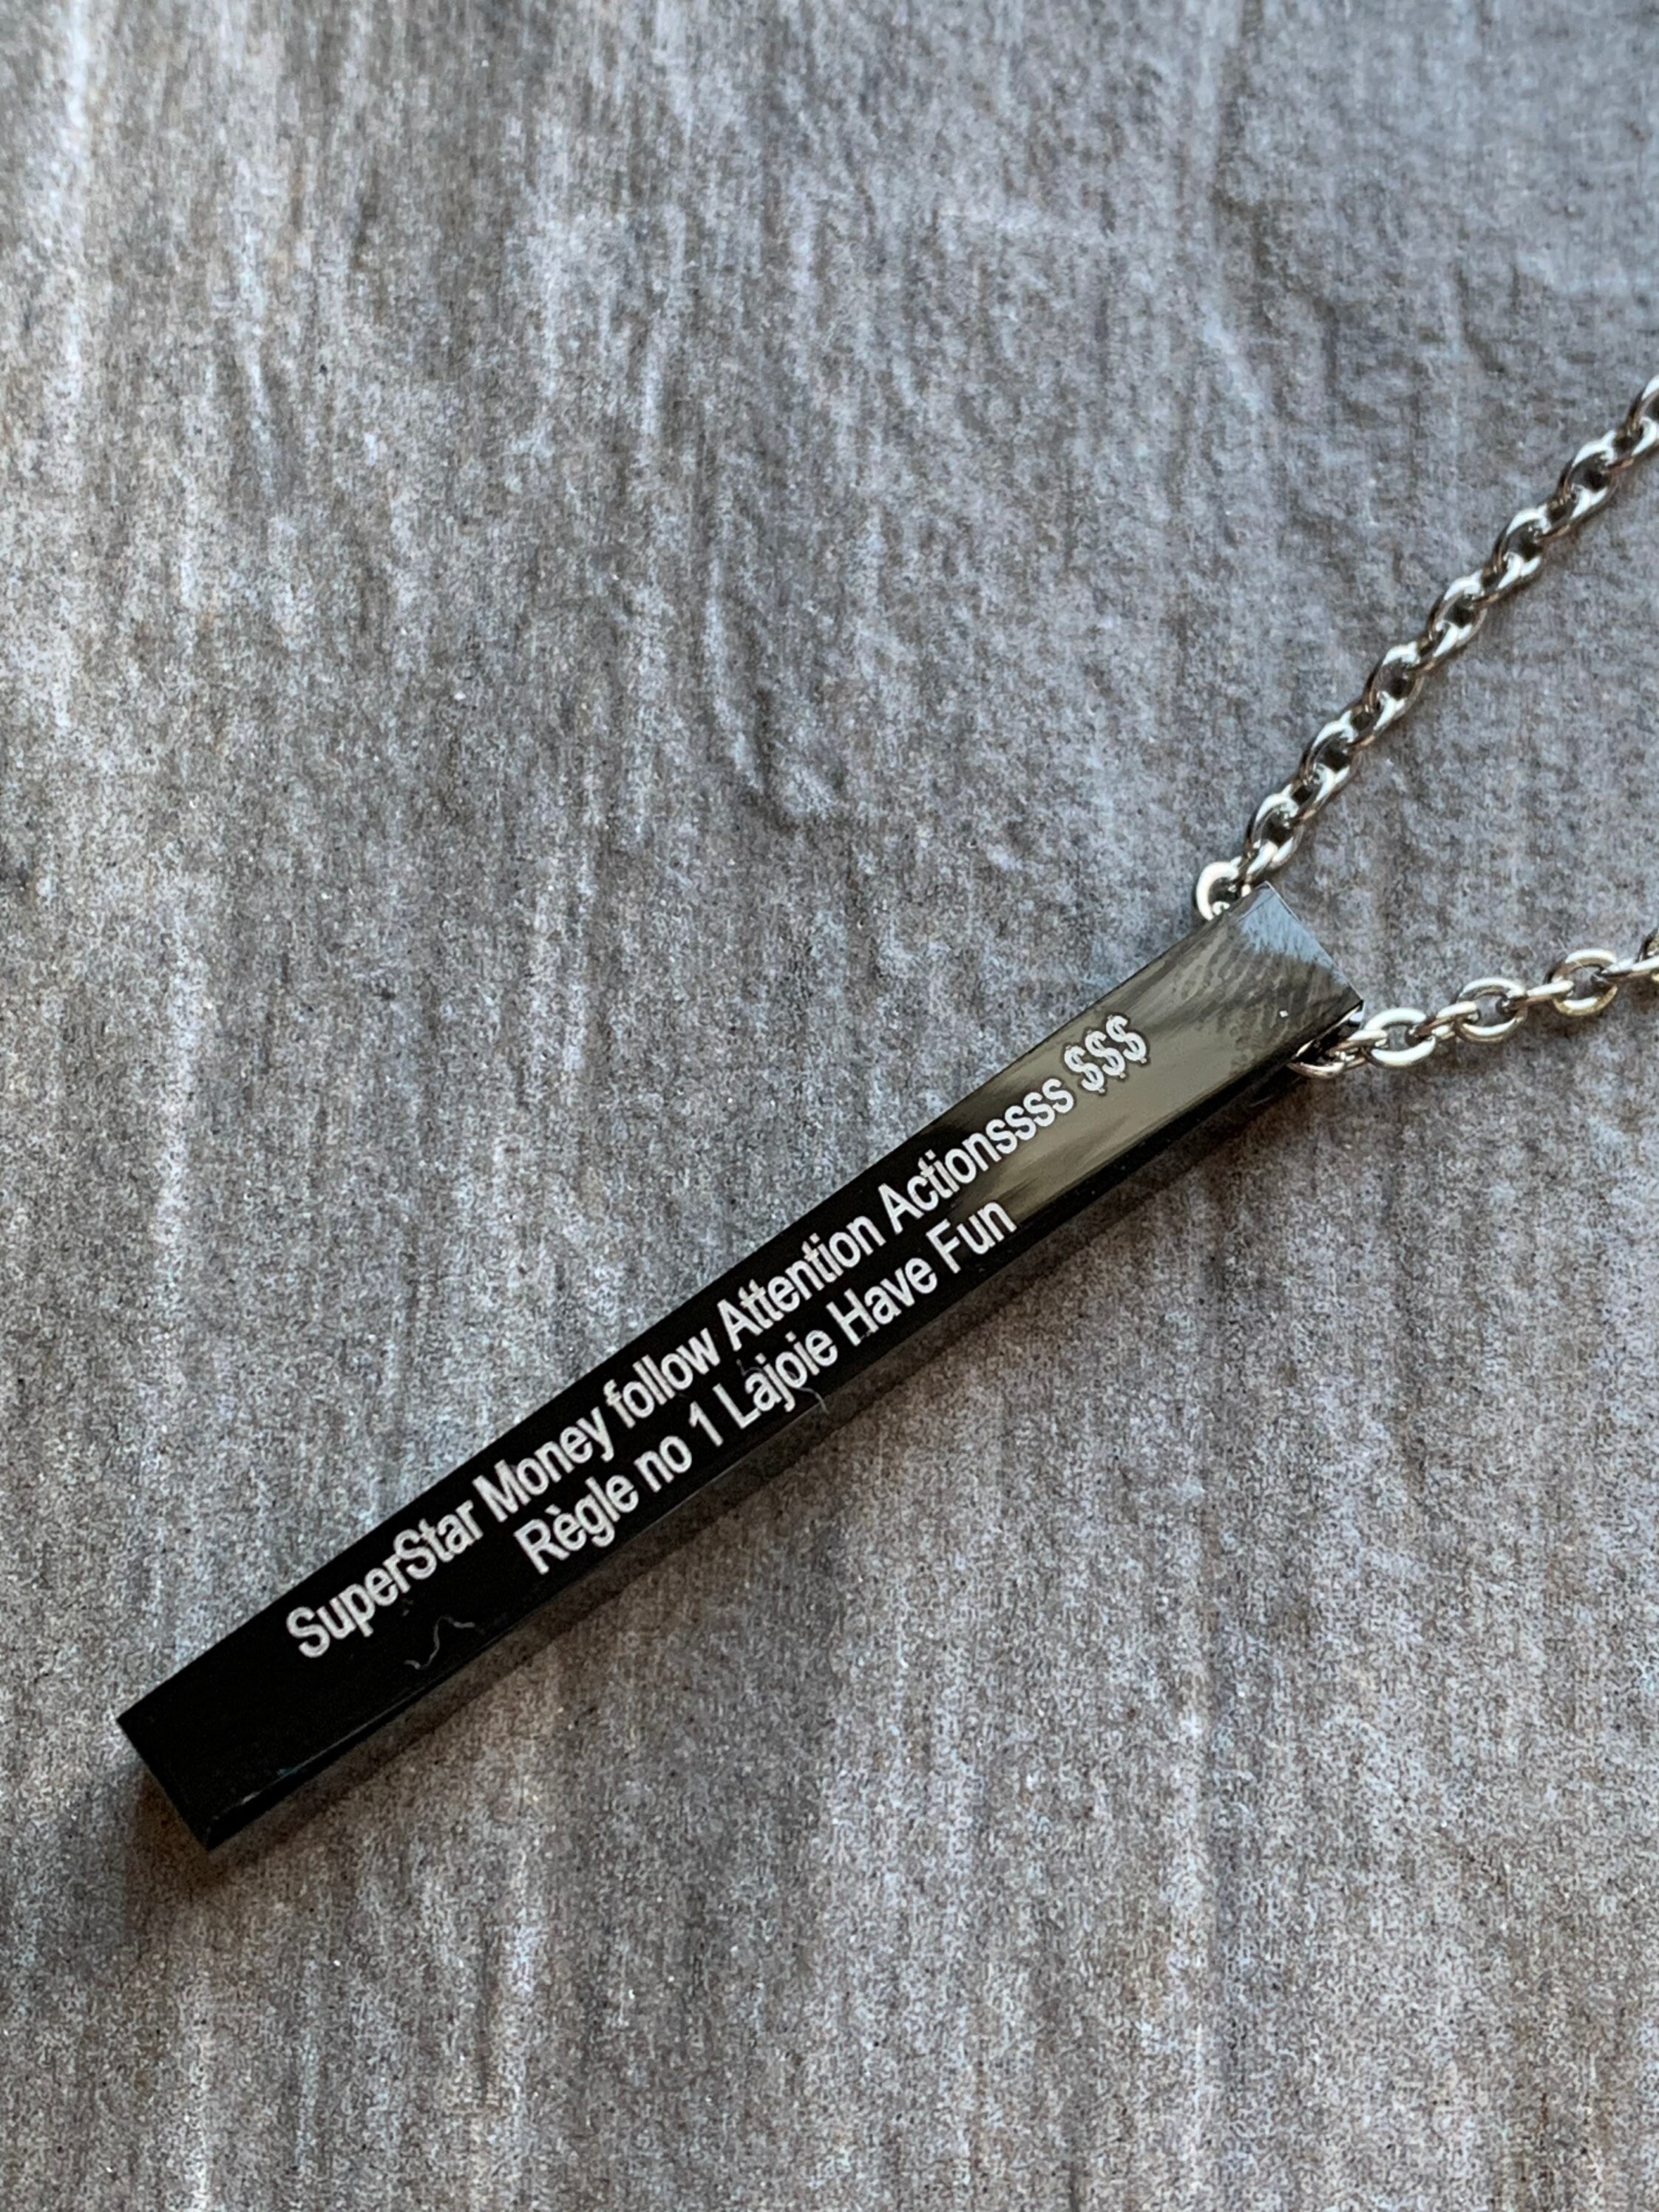 SuperStar Money follow Attention Actionssss $$$
Règle no 1 Lajoie Have Fun